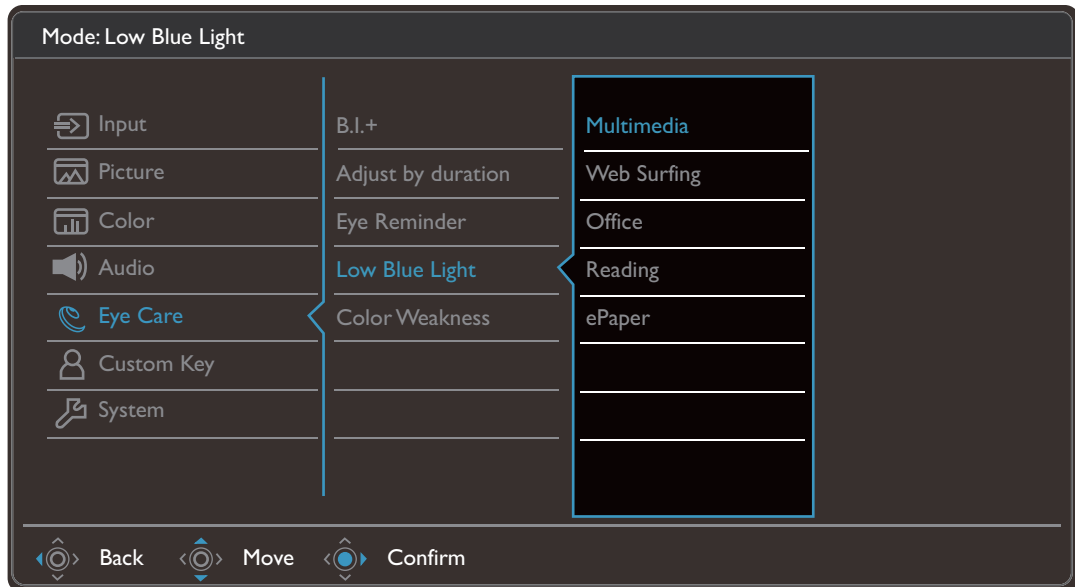 Mode: Low Blue Light
Input
Picture
Color
Audio
Eye Care
Custom Key
System
B.I.+
Adjust by duration
Eye Reminder
Low Blue Light
Color Weakness
Multimedia
Web Surfing
Office
Reading
ePaper
Back Move Confirm